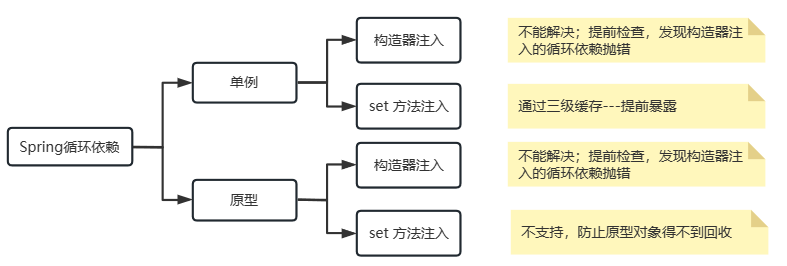 Spring循环依赖
单例
构造器注入
不能解决；提前检查，发现构造器注
入的循环依赖抛错
set 方法注入
通过三级缓存---提前暴露
原型
构造器注入
不能解决；提前检查，发现构造器注
入的循环依赖抛错
set 方法注入
不支持，防止原型对象得不到回收